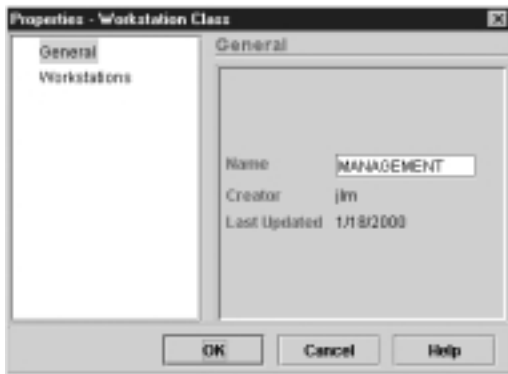 Properties - Workstation Class
General
Workstations
General
Name MANAGEMENT
Creator jlm
Last Updated 1/18/2000
OK Cancel Help